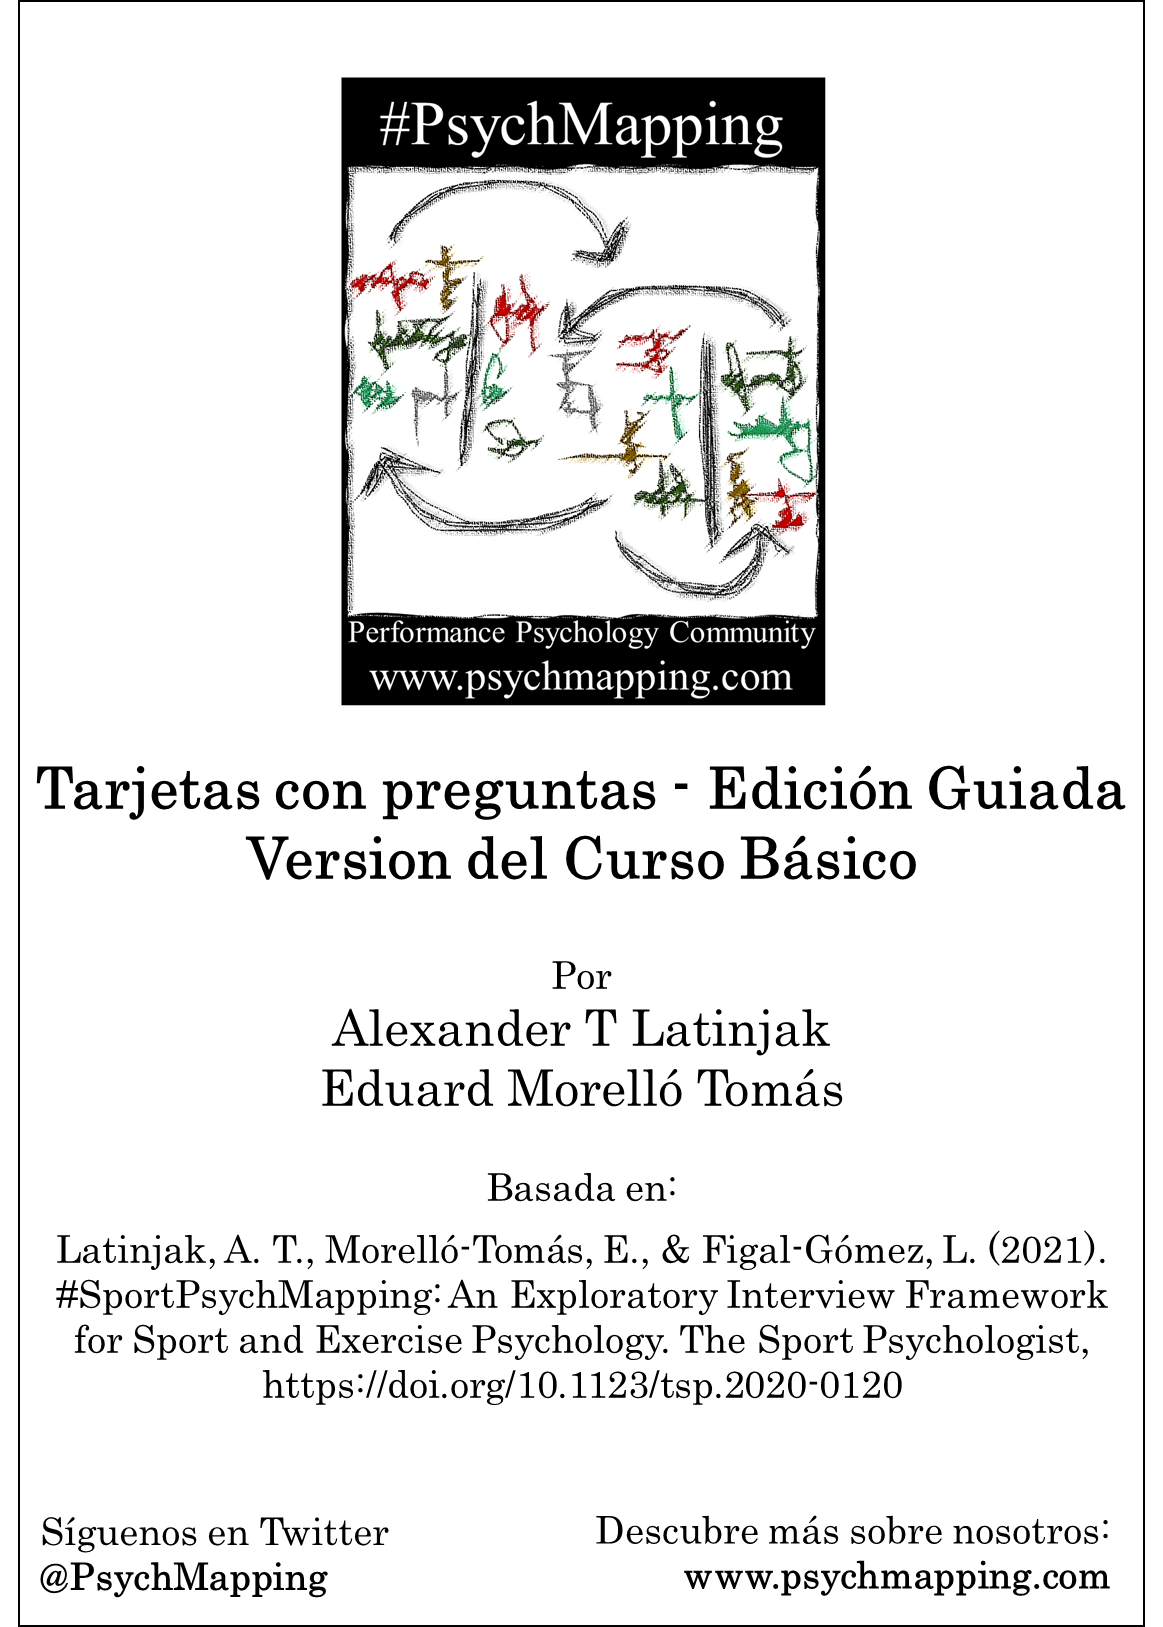 #PsychMapping
Performance Psychology Community
www.psychmapping.com
Tarjetas con preguntas - Edición Guiada
Version del Curso Básico
Por
Alexander T Latinjak
Eduard Morelló Tomás
Basada en:
Latinjak, A. T., Morelló-Tomás, E., & Figal-Gómez, L. (2021).
#SportPsychMapping: An Exploratory Interview Framework
for Sport and Exercise Psychology. The Sport Psychologist,
https://doi.org/10.1123/tsp.2020-0120
Síguenos en Twitter
@PsychMapping
Descubre más sobre nosotros:
www.psychmapping.com